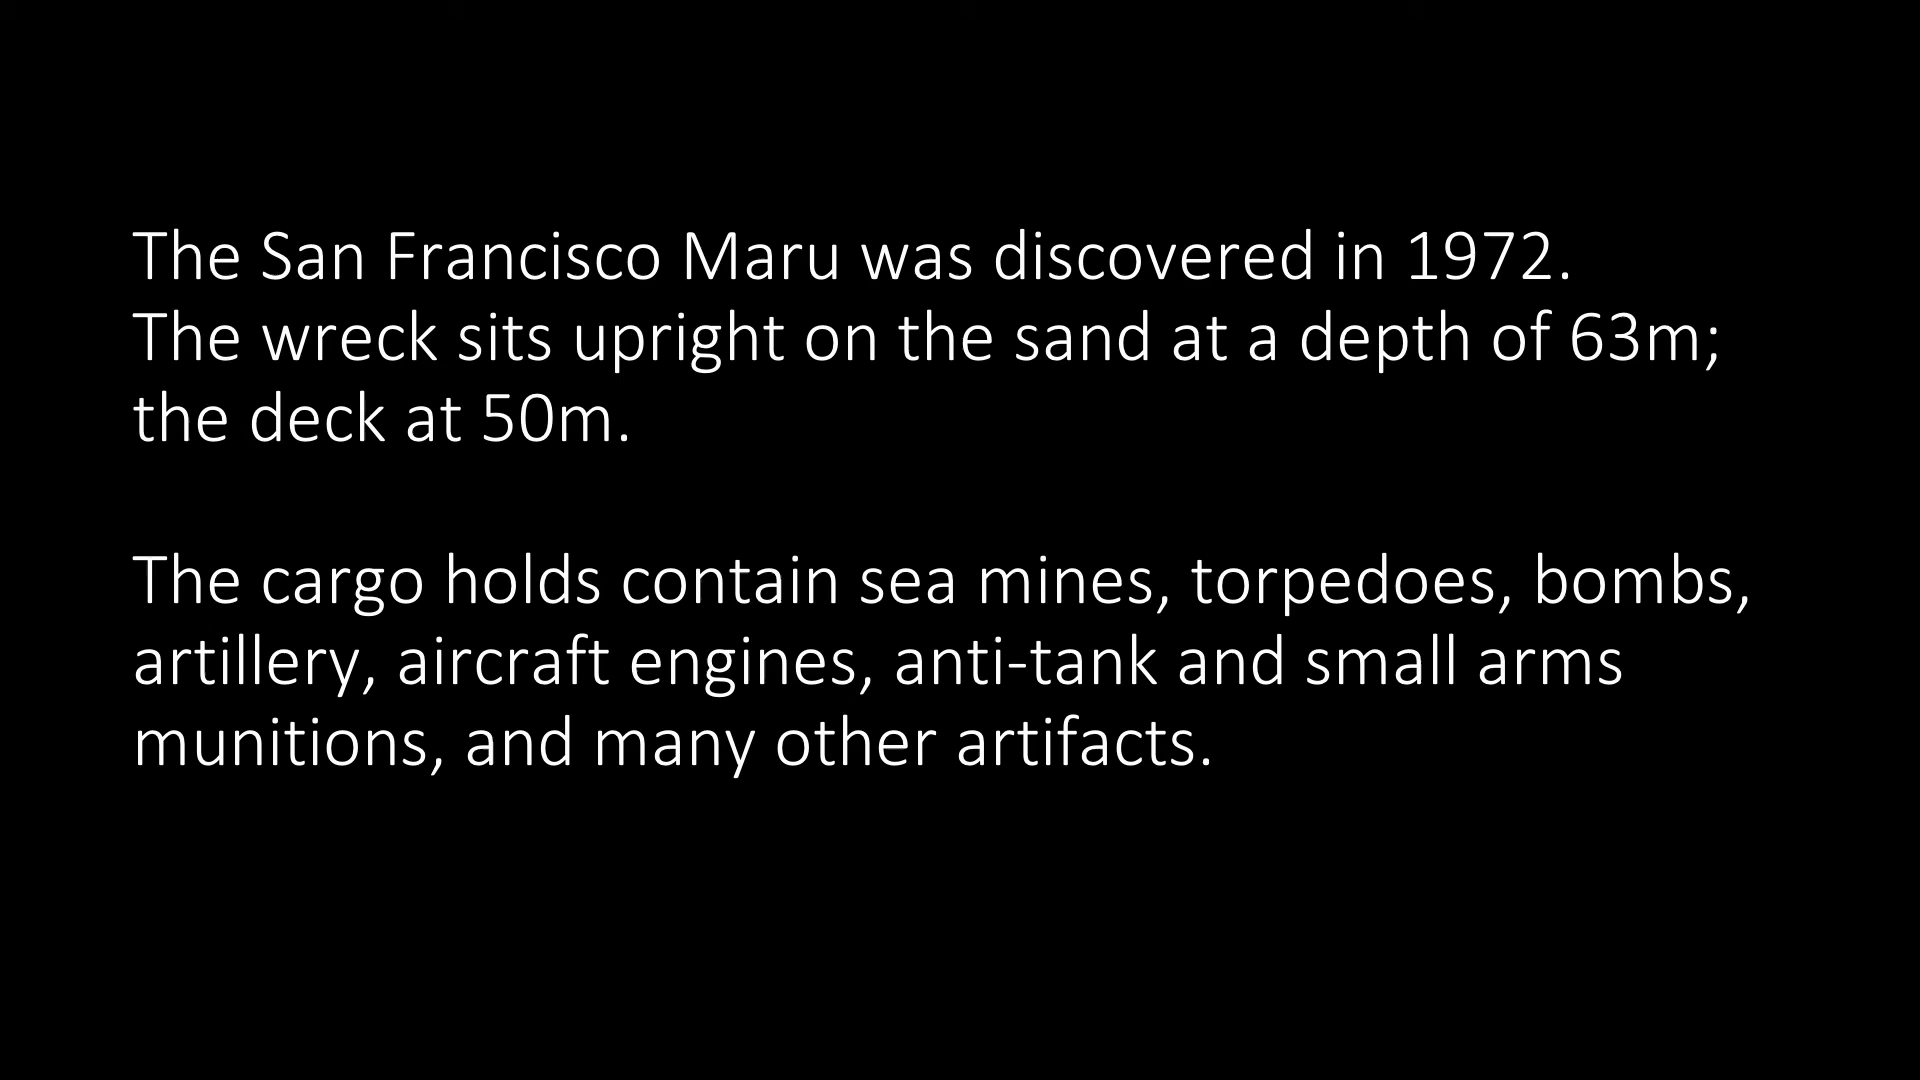 The San Francisco Maru was discovered in 1972.
The wreck sits upright on the sand at a depth of 63m;
the deck at 50m.
The cargo holds contain sea mines, torpedoes, bombs,
artillery, aircraft engines, anti-tank and small arms
munitions, and many other artifacts.